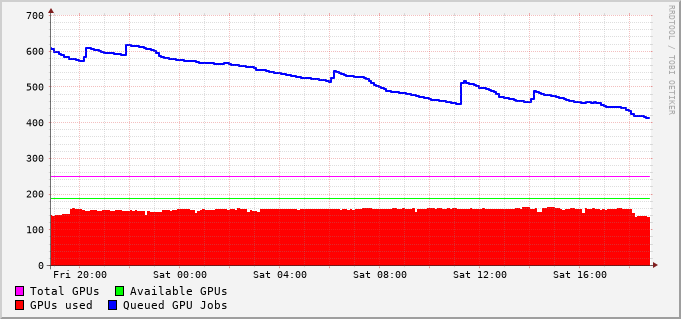 700
600
500
400
300
200
100
0
Fri 20:00 Sat 00:00 Sat 04:00 Sat 08:00 Sat 12:00 Sat 16:00
Total GPUs Available GPUs
GPUs used Queued GPU Jobs
RRDTOOL / TOBI OETIKER